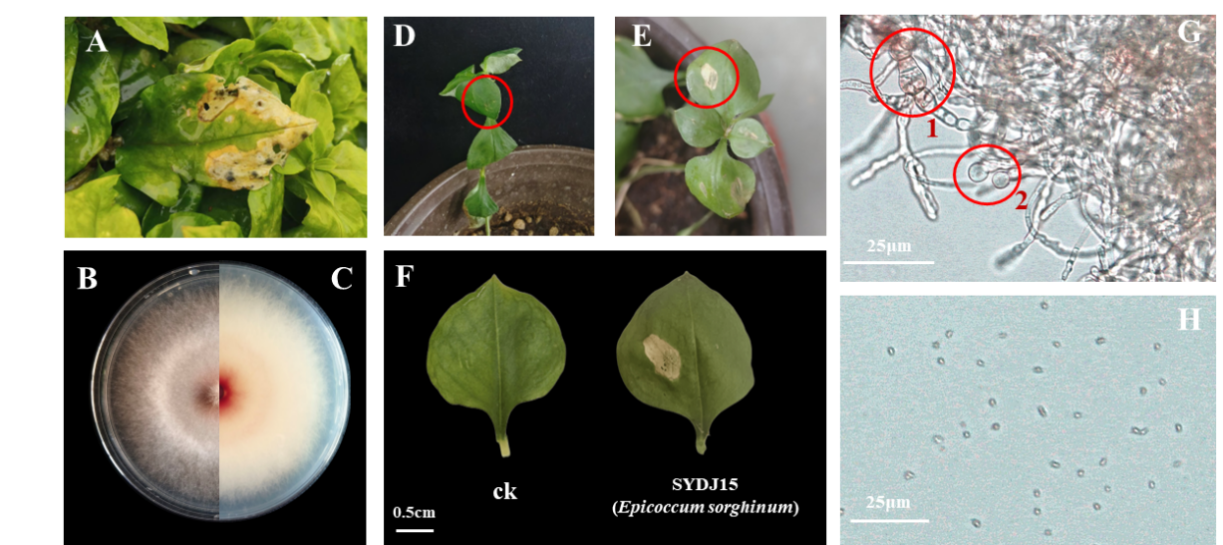 A
D
E
G
1
2
25μm
B
C
F
ck
SYDJ15
(Epicoccum sorghinum)
0.5cm
H
25μm